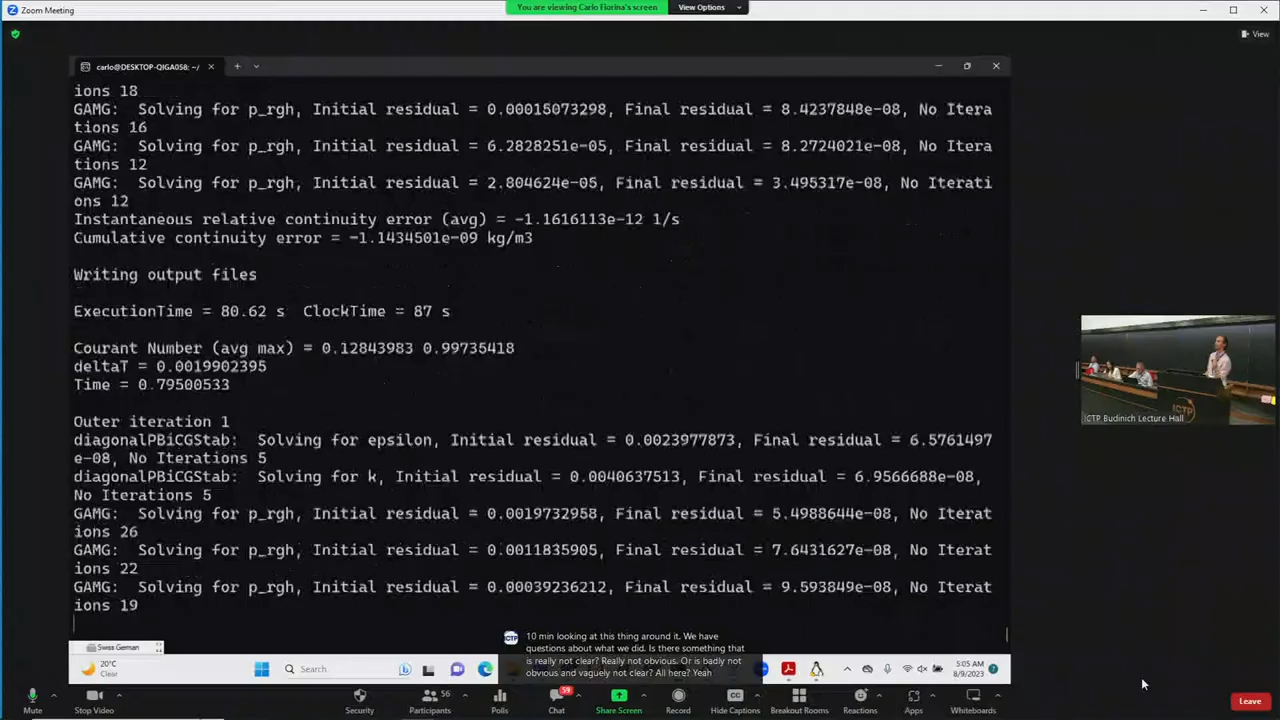 Zoom Meeting
You are viewing Carlo Fiorina's screen
View Options
View
carlo@DESKTOP-QIGA058: ~/
ions 18
GAMG:  Solving for p_rgh, Initial residual = 0.00015073298, Final residual = 8.4237848e-08, No Itera
tions 16
GAMG:  Solving for p_rgh, Initial residual = 6.2828251e-05, Final residual = 8.2724021e-08, No Itera
tions 12
GAMG:  Solving for p_rgh, Initial residual = 2.804624e-05, Final residual = 3.495317e-08, No Iterati
ons 12
Instantaneous relative continuity error (avg) = -1.1616113e-12 1/s
Cumulative continuity error = -1.1434501e-09 kg/m3
Writing output files
ExecutionTime = 80.62 s  ClockTime = 87 s
Courant Number (avg max) = 0.12843983 0.99735418
deltaT = 0.0019902395
Time = 0.79500533
Outer iteration 1
diagonalPBiCGStab:  Solving for epsilon, Initial residual = 0.0023977873, Final residual = 6.5761497
e-08, No Iterations 5
diagonalPBiCGStab:  Solving for k, Initial residual = 0.0040637513, Final residual = 6.9566688e-08,
No Iterations 5
GAMG:  Solving for p_rgh, Initial residual = 0.0019732958, Final residual = 5.4988644e-08, No Iterat
ions 26
GAMG:  Solving for p_rgh, Initial residual = 0.0011835905, Final residual = 7.6431627e-08, No Iterat
ions 22
GAMG:  Solving for p_rgh, Initial residual = 0.00039236212, Final residual = 9.593849e-08, No Iterat
ions 19
ICTP
ICTP Budinich Lecture Hall
ICTP
10 min looking at this thing around it. We have
questions about what we did. Is there something that
is really not clear? Really not obvious. Or is badly not
obvious and vaguely not clear? All here? Yeah
Swiss German
20°C
Clear
Search
5:05 AM
8/9/2023
Mute
Stop Video
Security
56
Participants
Polls
59
Chat
Share Screen
Record
CC
Hide Captions
Breakout Rooms
Reactions
Apps
Whiteboards
Leave